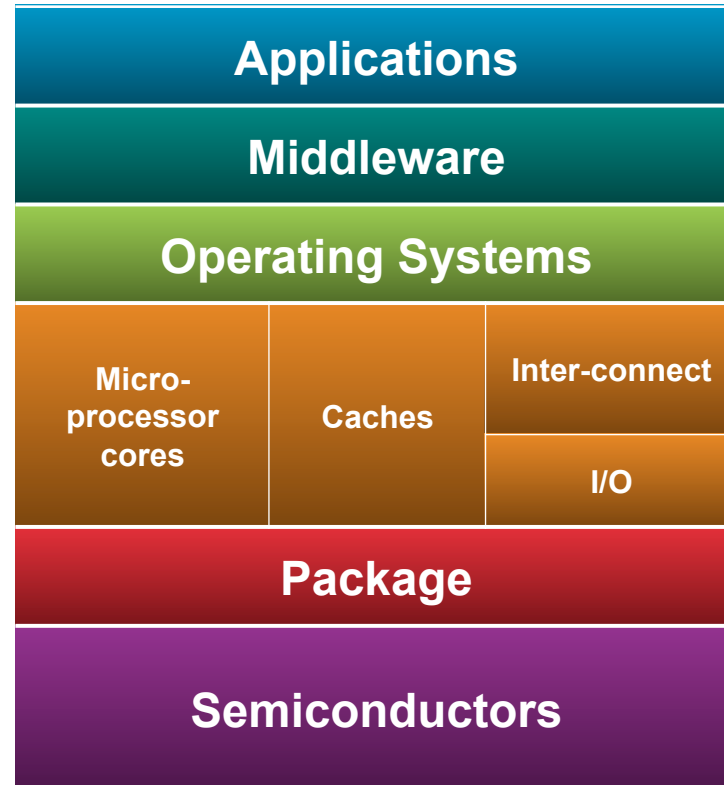 Applications
Middleware
Operating Systems
Micro-
processor
cores
Caches
Inter-connect
I/O
Package
Semiconductors